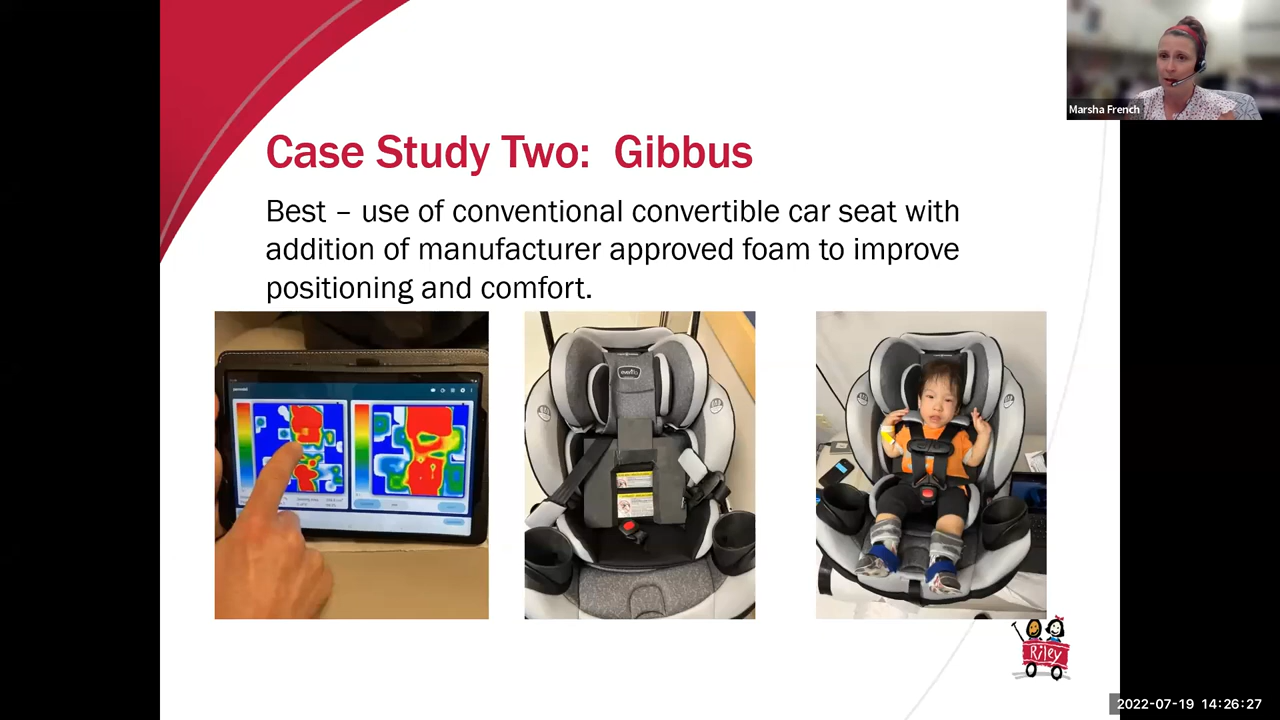 Marsha French
Case Study Two:  Gibbus
Best – use of conventional convertible car seat with
addition of manufacturer approved foam to improve
positioning and comfort.
evenflo
Riley
2022-07-19 14:26:27